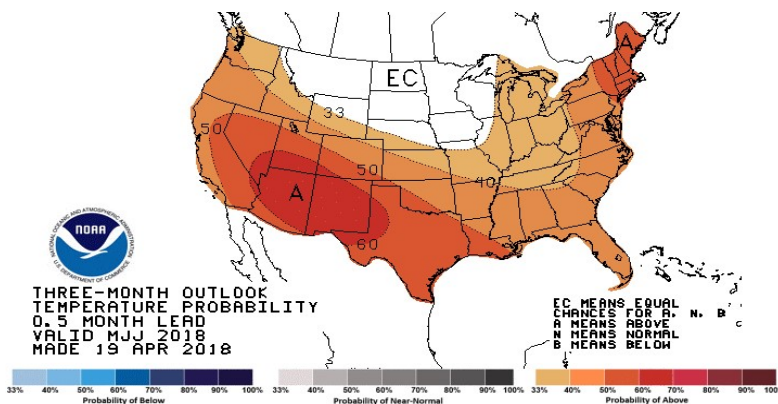 A
EC
33
50
50
40
A
60
NATIONAL OCEANIC AND ATMOSPHERIC ADMINISTRATION
NOAA
U.S. DEPARTMENT OF COMMERCE
THREE-MONTH OUTLOOK
TEMPERATURE PROBABILITY
0.5 MONTH LEAD
VALID MJJ 2018
MADE 19 APR 2018
EC MEANS EQUAL
CHANCES FOR A, N, B
A MEANS ABOVE
N MEANS NORMAL
B MEANS BELOW
33% 40% 50% 60% 70% 80% 90% 100%
Probability of Below
33% 40% 50% 60% 70% 80% 90% 100%
Probability of Near-Normal
33% 40% 50% 60% 70% 80% 90% 100
Probability of Above